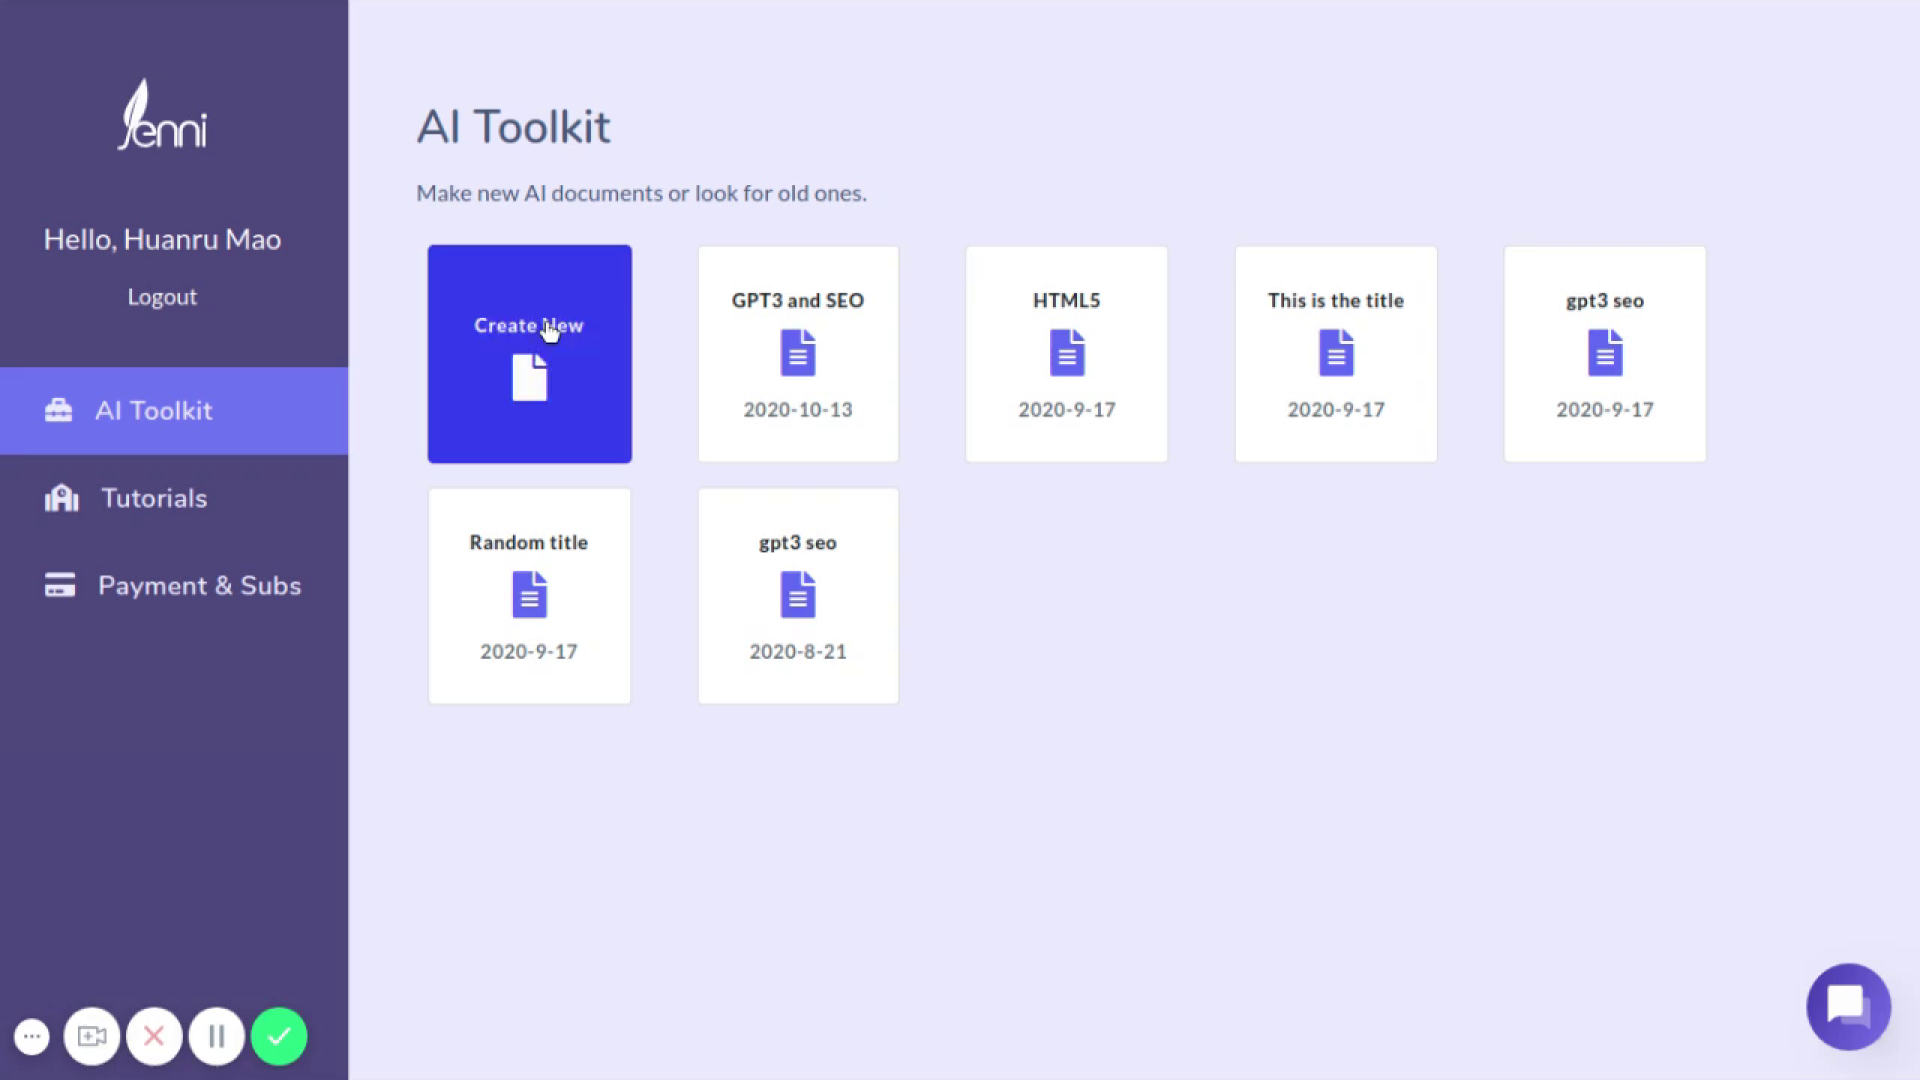 Jenni
Hello, Huanru Mao
Logout
AI Toolkit
Tutorials
Payment & Subs
AI Toolkit
Make new AI documents or look for old ones.
Create New
GPT3 and SEO
2020-10-13
HTML5
2020-9-17
This is the title
2020-9-17
gpt3 seo
2020-9-17
Random title
2020-9-17
gpt3 seo
2020-8-21